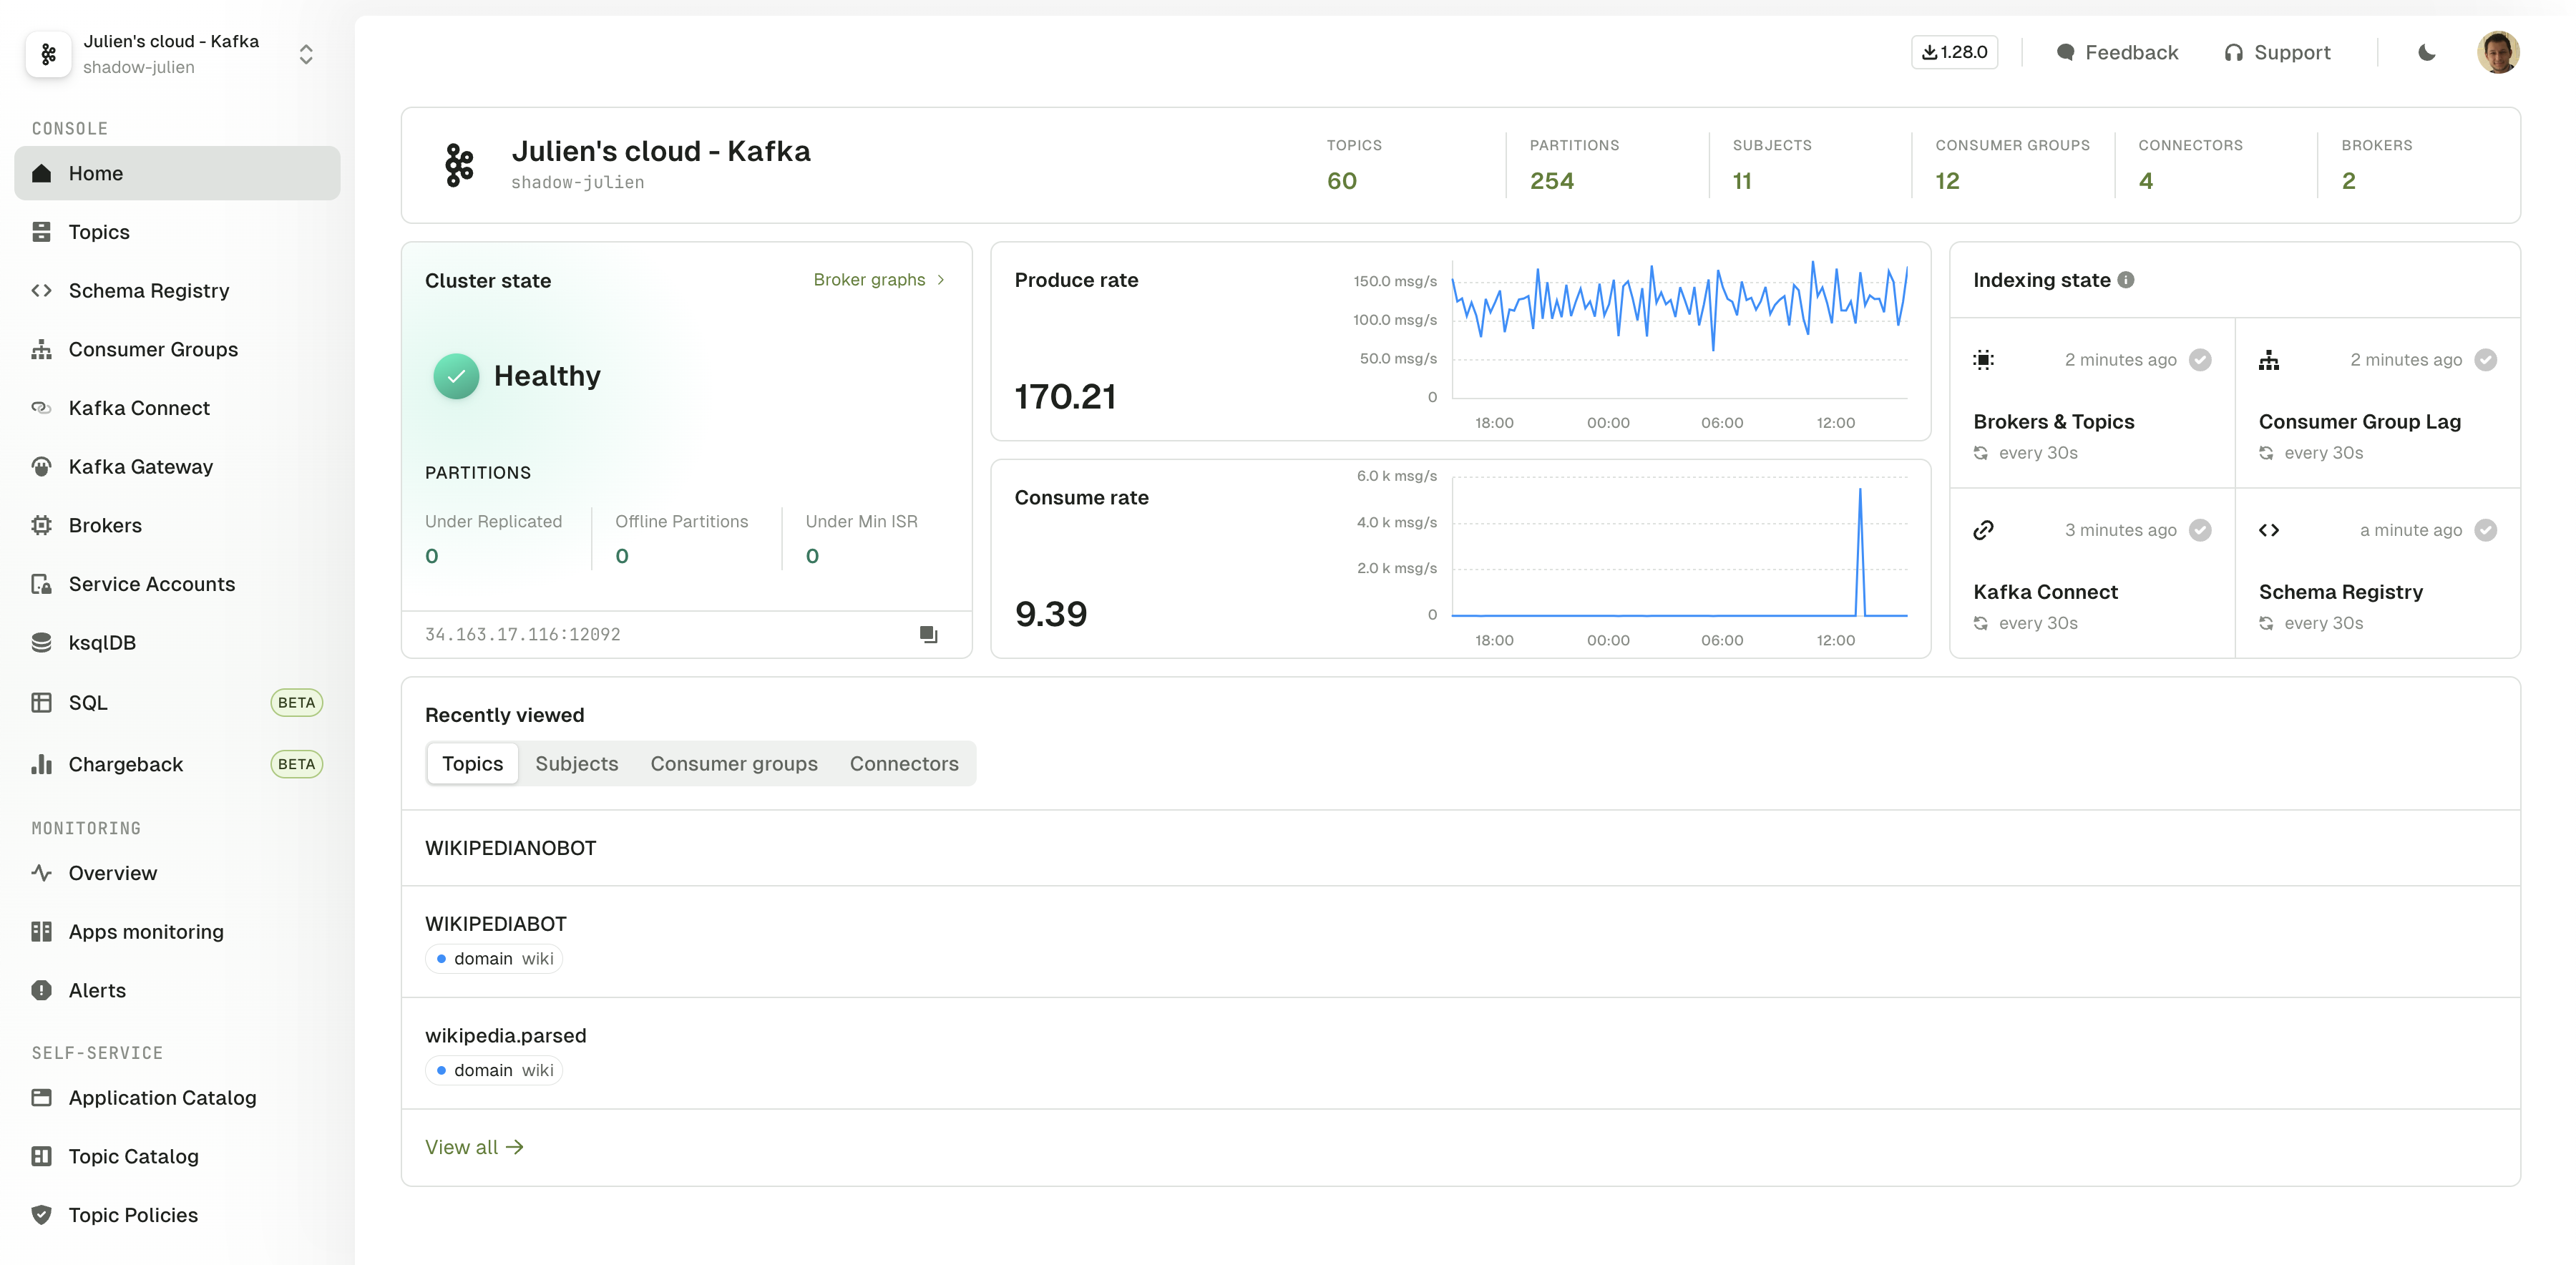 Julien's cloud - Kafka
shadow-julien
CONSOLE
Home
Topics
Schema Registry
Consumer Groups
Kafka Connect
Kafka Gateway
Brokers
Service Accounts
ksqlDB
SQL BETA
Chargeback BETA
MONITORING
Overview
Apps monitoring
Alerts
SELF-SERVICE
Application Catalog
Topic Catalog
Topic Policies
1.28.0 Feedback Support
Julien's cloud - Kafka
shadow-julien
TOPICS
60
PARTITIONS
254
SUBJECTS
11
CONSUMER GROUPS
12
CONNECTORS
4
BROKERS
2
Cluster state Broker graphs
Healthy
PARTITIONS
Under Replicated
0
Offline Partitions
0
Under Min ISR
0
34.163.17.116:12092
Produce rate
170.21
150.0 msg/s
100.0 msg/s
50.0 msg/s
0
18:00 00:00 06:00 12:00
Consume rate
9.39
6.0 k msg/s
4.0 k msg/s
2.0 k msg/s
0
18:00 00:00 06:00 12:00
Indexing state
2 minutes ago
Brokers & Topics
every 30s
2 minutes ago
Consumer Group Lag
every 30s
3 minutes ago
Kafka Connect
every 30s
a minute ago
Schema Registry
every 30s
Recently viewed
Topics Subjects Consumer groups Connectors
WIKIPEDIANOBOT
WIKIPEDIABOT
domain wiki
wikipedia.parsed
domain wiki
View all